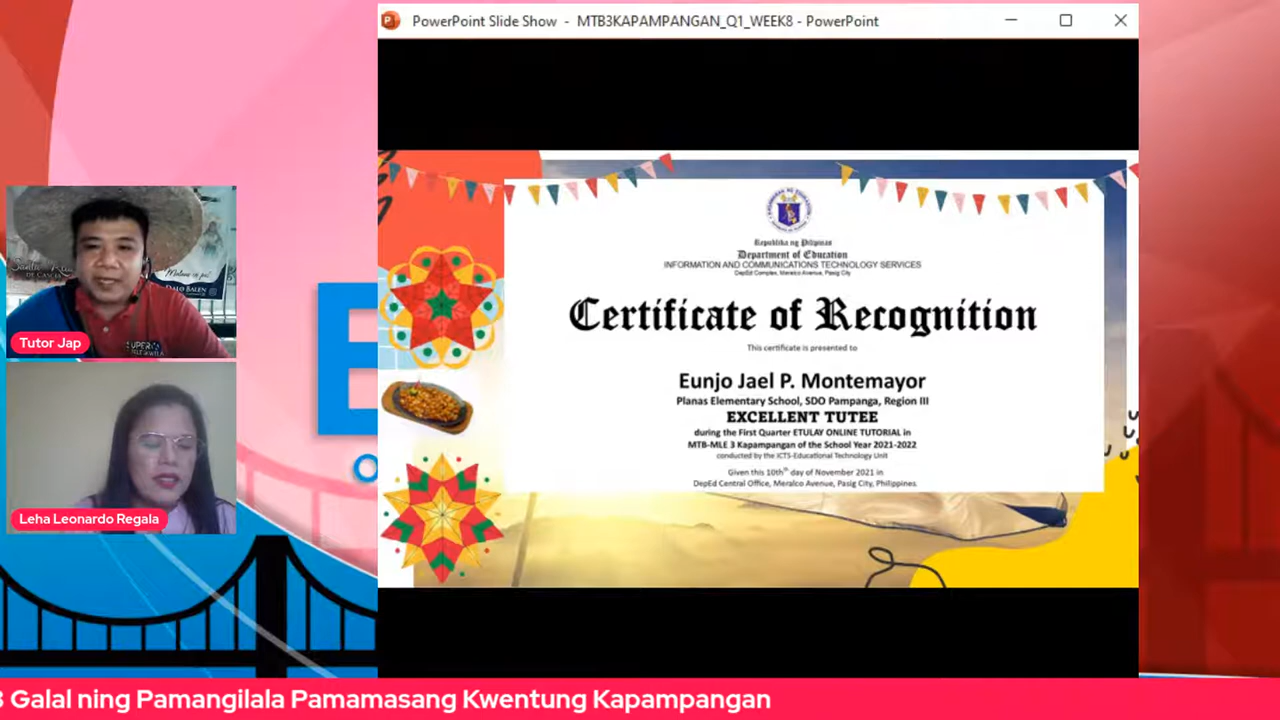 PowerPoint Slide Show - MTB3KAPAMPANGAN_Q1_WEEK8 - PowerPoint
Republika ng Pilipinas
Department of Education
INFORMATION AND COMMUNICATIONS TECHNOLOGY SERVICES
DepEd Complex, Meralco Avenue, Pasig City
Certificate of Recognition
This certificate is presented to
Eunjo Jael P. Montemayor
Planas Elementary School, SDO Pampanga, Region III
EXCELLENT TUTEE
during the First Quarter ETULAY ONLINE TUTORIAL in
MTB-MLE 3 Kapampangan of the School Year 2021-2022
conducted by the ICTS-Educational Technology Unit
Given this 10th day of November 2021 in
DepEd Central Office, Meralco Avenue, Pasig City, Philippines.
Tutor Jap
Leha Leonardo Regala
3 Galal ning Pamangilala Pamamasang Kwentung Kapampangan